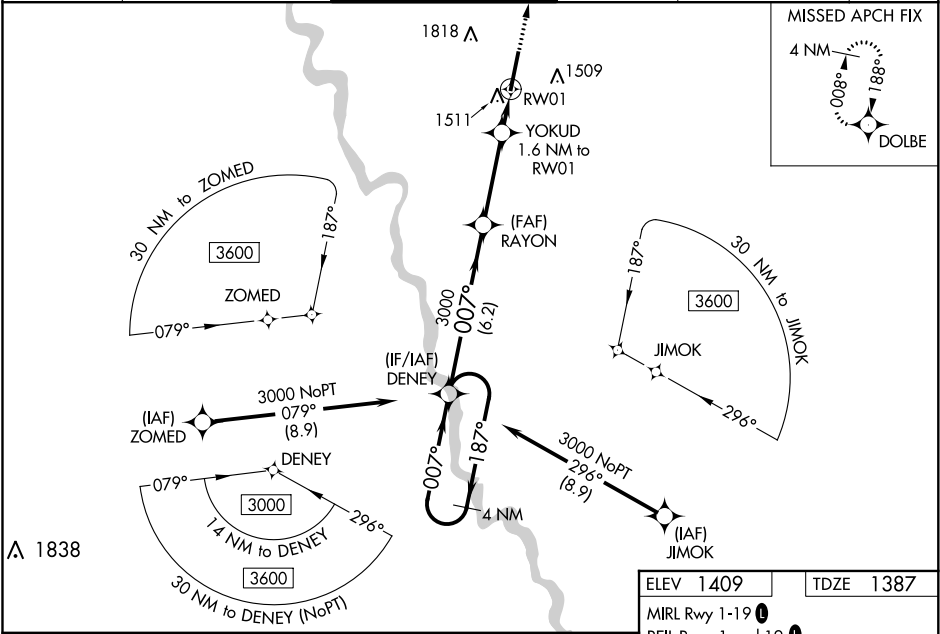 MISSED APCH FIX
4 NM
008°
188°
DOLBE
1818
1509
RW01
1511
YOKUD
1.6 NM to
RW01
(FAF)
RAYON
30 NM to ZOMED
187°
3600
ZOMED
079°
30 NM to JIMOK
187°
3600
JIMOK
296°
3000
007°
(6.2)
(IF/IAF)
DENEY
3000 NoPT
079°
(8.9)
(IAF)
ZOMED
007°
187°
4 NM
3000 NoPT
296°
(8.9)
(IAF)
JIMOK
DENEY
079°
296°
3000
14 NM to DENEY
3600
30 NM to DENEY (NoPT)
1838
ELEV 1409
TDZE 1387
MIRL Rwy 1-19 L